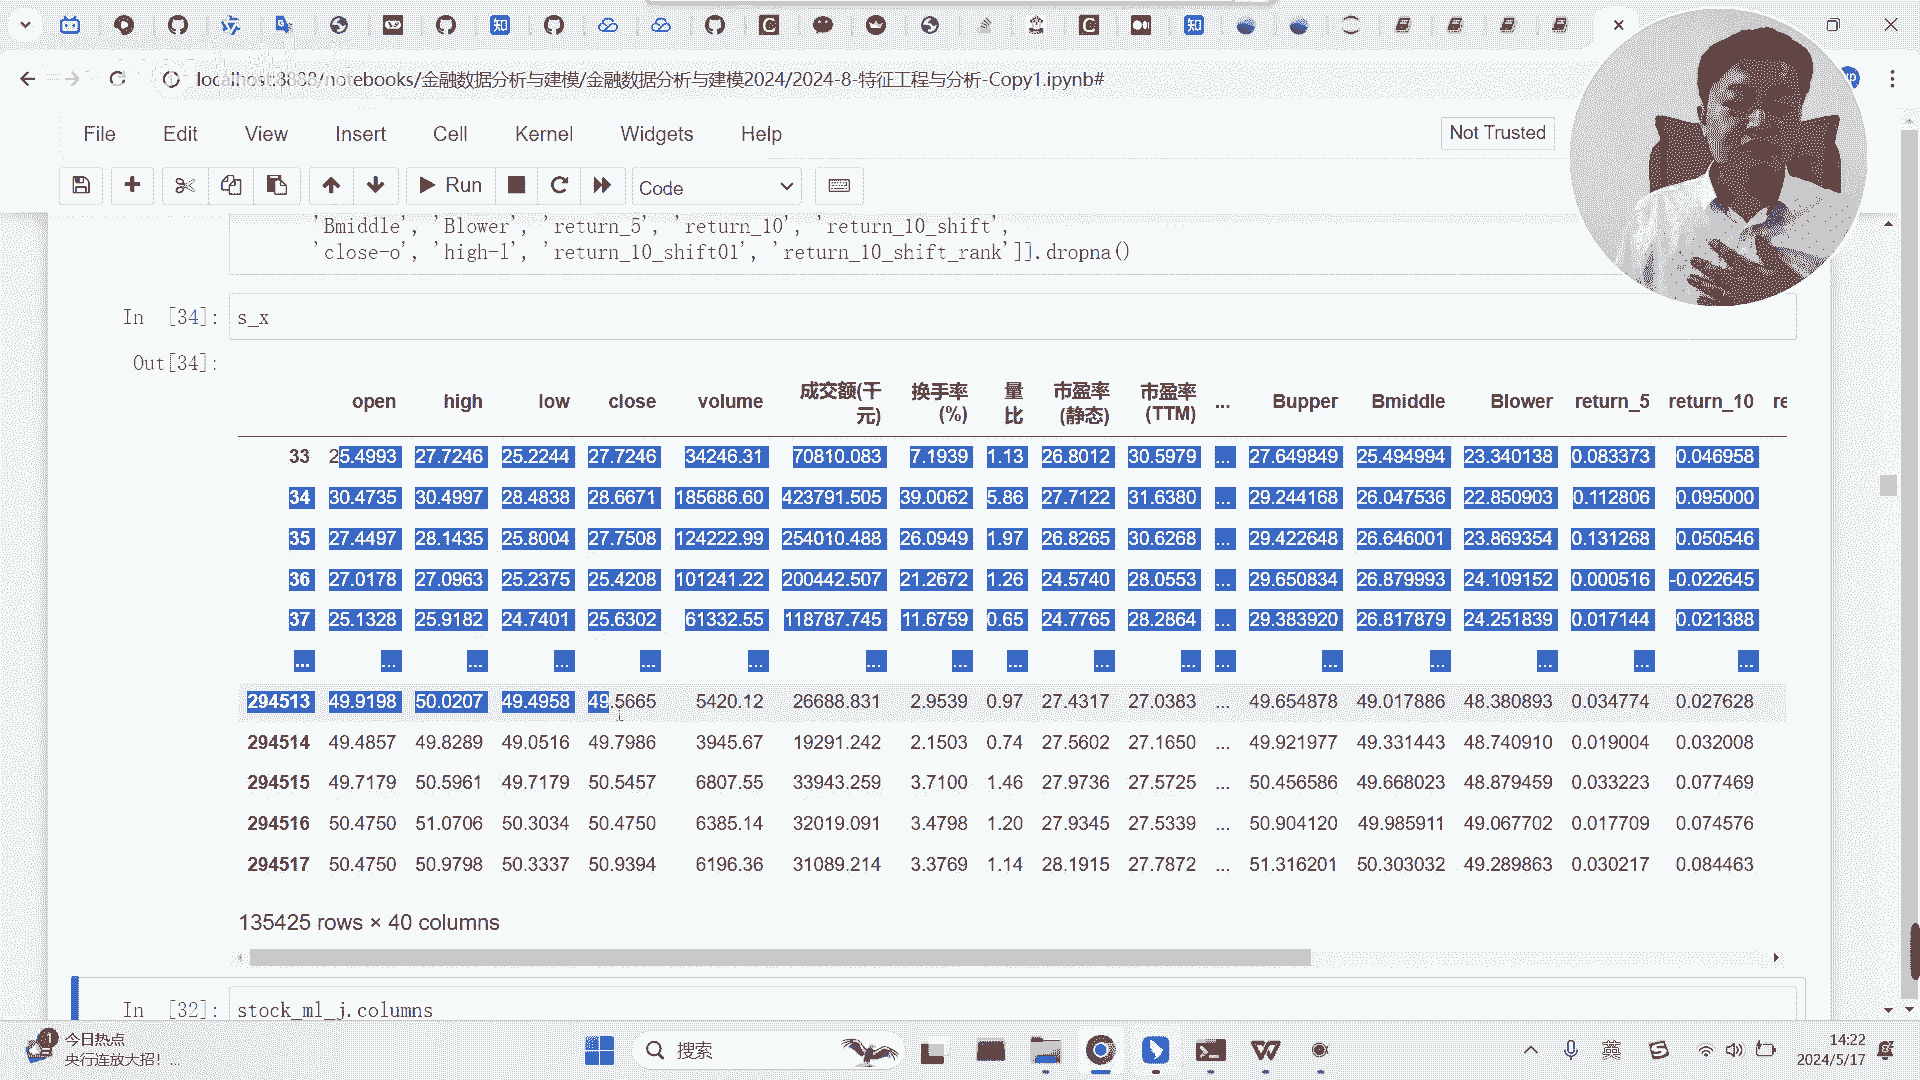 localhost:8888/notebooks/金融数据分析与建模/金融数据分析与建模2024/2024-8-特征工程与分析-Copy1.ipynb#
File Edit View Insert Cell Kernel Widgets Help
Not Trusted
Run Code
'Bmiddle', 'Blower', 'return_5', 'return_10', 'return_10_shift',
'close-o', 'high-l', 'return_10_shift01', 'return_10_shift_rank']].dropna()
In [34]: s_x
Out[34]:
open high low close volume 成交额(千元) 换手率(%) 量比 市盈率(静态) 市盈率(TTM) ... Bupper Bmiddle Blower return_5 return_10 re
33 25.4993 27.7246 25.2244 27.7246 34246.31 70810.083 7.1939 1.13 26.8012 30.5979 ... 27.649849 25.494994 23.340138 0.083373 0.046958
34 30.4735 30.4997 28.4838 28.6671 185686.60 423791.505 39.0062 5.86 27.7122 31.6380 ... 29.244168 26.047536 22.850903 0.112806 0.095000
35 27.4497 28.1435 25.8004 27.7508 124222.99 254010.488 26.0949 1.97 26.8265 30.6268 ... 29.422648 26.646001 23.869354 0.131268 0.050546
36 27.0178 27.0963 25.2375 25.4208 101241.22 200442.507 21.2672 1.26 24.5740 28.0553 ... 29.650834 26.879993 24.109152 0.000516 -0.022645
37 25.1328 25.9182 24.7401 25.6302 61332.55 118787.745 11.6759 0.65 24.7765 28.2864 ... 29.383920 26.817879 24.251839 0.017144 0.021388
... ... ... ... ... ... ... ... ... ... ... ... ... ... ... ... ...
294513 49.9198 50.0207 49.4958 49.5665 5420.12 26688.831 2.9539 0.97 27.4317 27.0383 ... 49.654878 49.017886 48.380893 0.034774 0.027628
294514 49.4857 49.8289 49.0516 49.7986 3945.67 19291.242 2.1503 0.74 27.5602 27.1650 ... 49.921977 49.331443 48.740910 0.019004 0.032008
294515 49.7179 50.5961 49.7179 50.5457 6807.55 33943.259 3.7100 1.46 27.9736 27.5725 ... 50.456586 49.668023 48.879459 0.033223 0.077469
294516 50.4750 51.0706 50.3034 50.4750 6385.14 32019.091 3.4798 1.20 27.9345 27.5339 ... 50.904120 49.985911 49.067702 0.017709 0.074576
294517 50.4750 50.9798 50.3337 50.9394 6196.36 31089.214 3.3769 1.14 28.1915 27.7872 ... 51.316201 50.303032 49.289863 0.030217 0.084463
135425 rows × 40 columns
In [32]: stock_ml_j.columns
今日热点
央行连放大招！...
搜索
英
14:22
2024/5/17